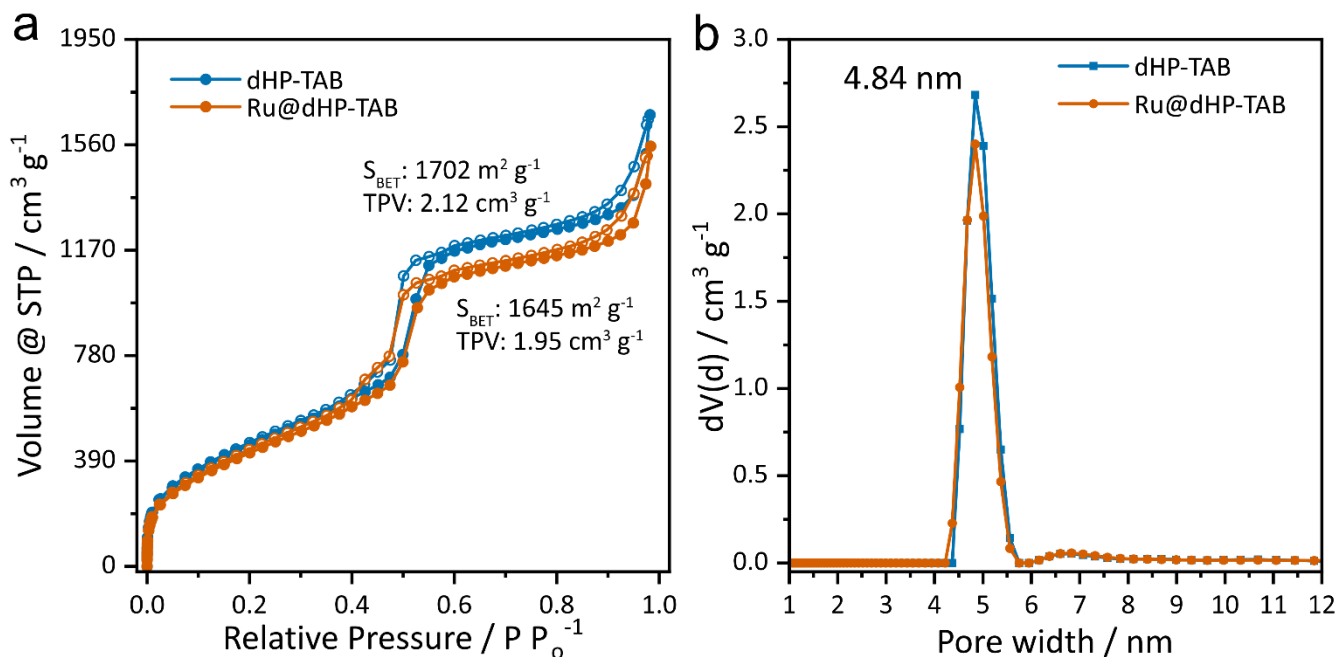 a
1950
1560
1170
780
390
0
Volume @ STP / cm³ g⁻¹
dHP-TAB
Ru@dHP-TAB
S_BET: 1702 m² g⁻¹
TPV: 2.12 cm³ g⁻¹
S_BET: 1645 m² g⁻¹
TPV: 1.95 cm³ g⁻¹
0.0 0.2 0.4 0.6 0.8 1.0
Relative Pressure / P P_o⁻¹
b
3.0
2.5
2.0
1.5
1.0
0.5
0.0
dV(d) / cm³ g⁻¹
4.84 nm
dHP-TAB
Ru@dHP-TAB
1 2 3 4 5 6 7 8 9 10 11 12
Pore width / nm